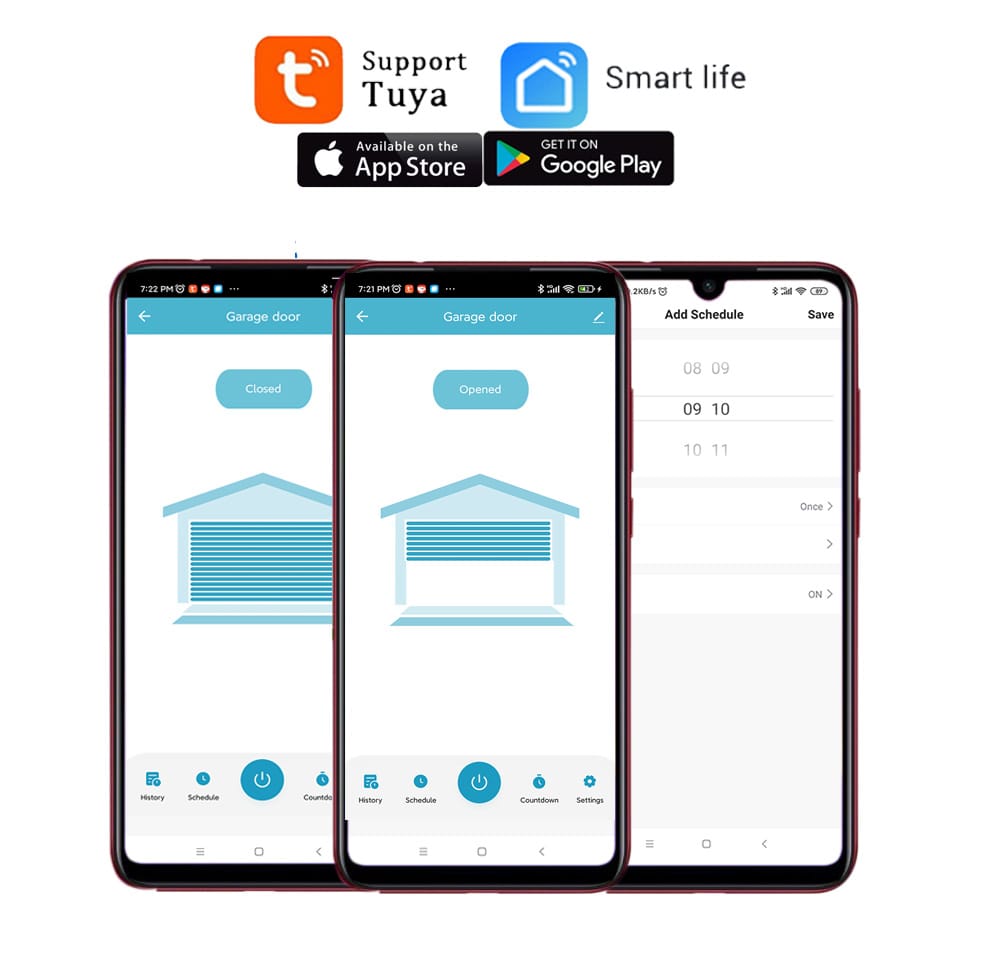 Support
Tuya
Smart life
Available on the
App Store
GET IT ON
Google Play
7:22 PM
Garage door
Closed
History
Schedule
Countdo
7:21 PM
Garage door
Opened
History
Schedule
Countdown
Settings
.2KB/s
89
Add Schedule
Save
08 09
09 10
10 11
Once
ON